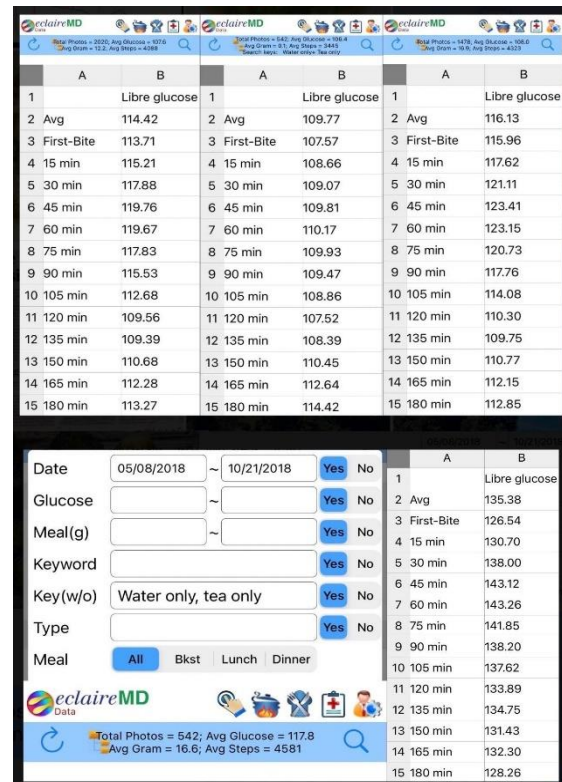 eclaireMD
Total Photos = 2020; Avg Glucose = 107.6
Avg Gram = 12.2, Avg Steps = 4089
A B
1 Libre glucose
2 Avg 114.42
3 First-Bite 113.71
4 15 min 115.21
5 30 min 117.88
6 45 min 119.76
7 60 min 119.67
8 75 min 117.83
9 90 min 115.53
10 105 min 112.68
11 120 min 109.56
12 135 min 109.39
13 150 min 110.68
14 165 min 112.28
15 180 min 113.27
eclaireMD
Total Photos = 542; Avg Glucose = 106.4
Avg Gram = 0.1; Avg Steps = 3445
Search keys: Water only+ Tea only
A B
1 Libre glucose
2 Avg 109.77
3 First-Bite 107.57
4 15 min 108.66
5 30 min 109.07
6 45 min 109.81
7 60 min 110.17
8 75 min 109.93
9 90 min 109.47
10 105 min 108.86
11 120 min 107.52
12 135 min 108.39
13 150 min 110.45
14 165 min 112.64
15 180 min 114.42
eclaireMD
Total Photos = 1478, Avg Glucose = 108.0
Avg Gram = 16.9, Avg Steps = 4323
A B
1 Libre glucose
2 Avg 116.13
3 First-Bite 115.96
4 15 min 117.62
5 30 min 121.11
6 45 min 123.41
7 60 min 123.15
8 75 min 120.73
9 90 min 117.76
10 105 min 114.08
11 120 min 110.30
12 135 min 109.75
13 150 min 110.77
14 165 min 112.15
15 180 min 112.85
Date 05/08/2018 ~ 10/21/2018 Yes No
Glucose ~ Yes No
Meal(g) ~ Yes No
Keyword Yes No
Key(w/o) Water only, tea only Yes No
Type Yes No
Meal All Bkst Lunch Dinner
eclaireMD
Data
Total Photos = 542; Avg Glucose = 117.8
Avg Gram = 16.6; Avg Steps = 4581
A B
1 Libre glucose
2 Avg 135.38
3 First-Bite 126.54
4 15 min 130.70
5 30 min 138.00
6 45 min 143.12
7 60 min 143.26
8 75 min 141.85
9 90 min 138.20
10 105 min 137.62
11 120 min 133.89
12 135 min 134.75
13 150 min 131.43
14 165 min 132.30
15 180 min 128.26